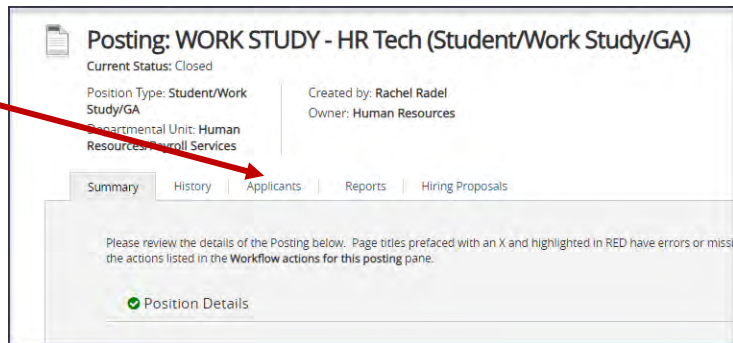 Posting: WORK STUDY - HR Tech (Student/Work Study/GA)
Current Status: Closed
Position Type: Student/Work
Study/GA
Departmental Unit: Human
Resources/Payroll Services
Created by: Rachel Radel
Owner: Human Resources
Summary History Applicants Reports Hiring Proposals
Please review the details of the Posting below. Page titles prefaced with an X and highlighted in RED have errors or
the actions listed in the Workflow actions for this posting pane.
Position Details